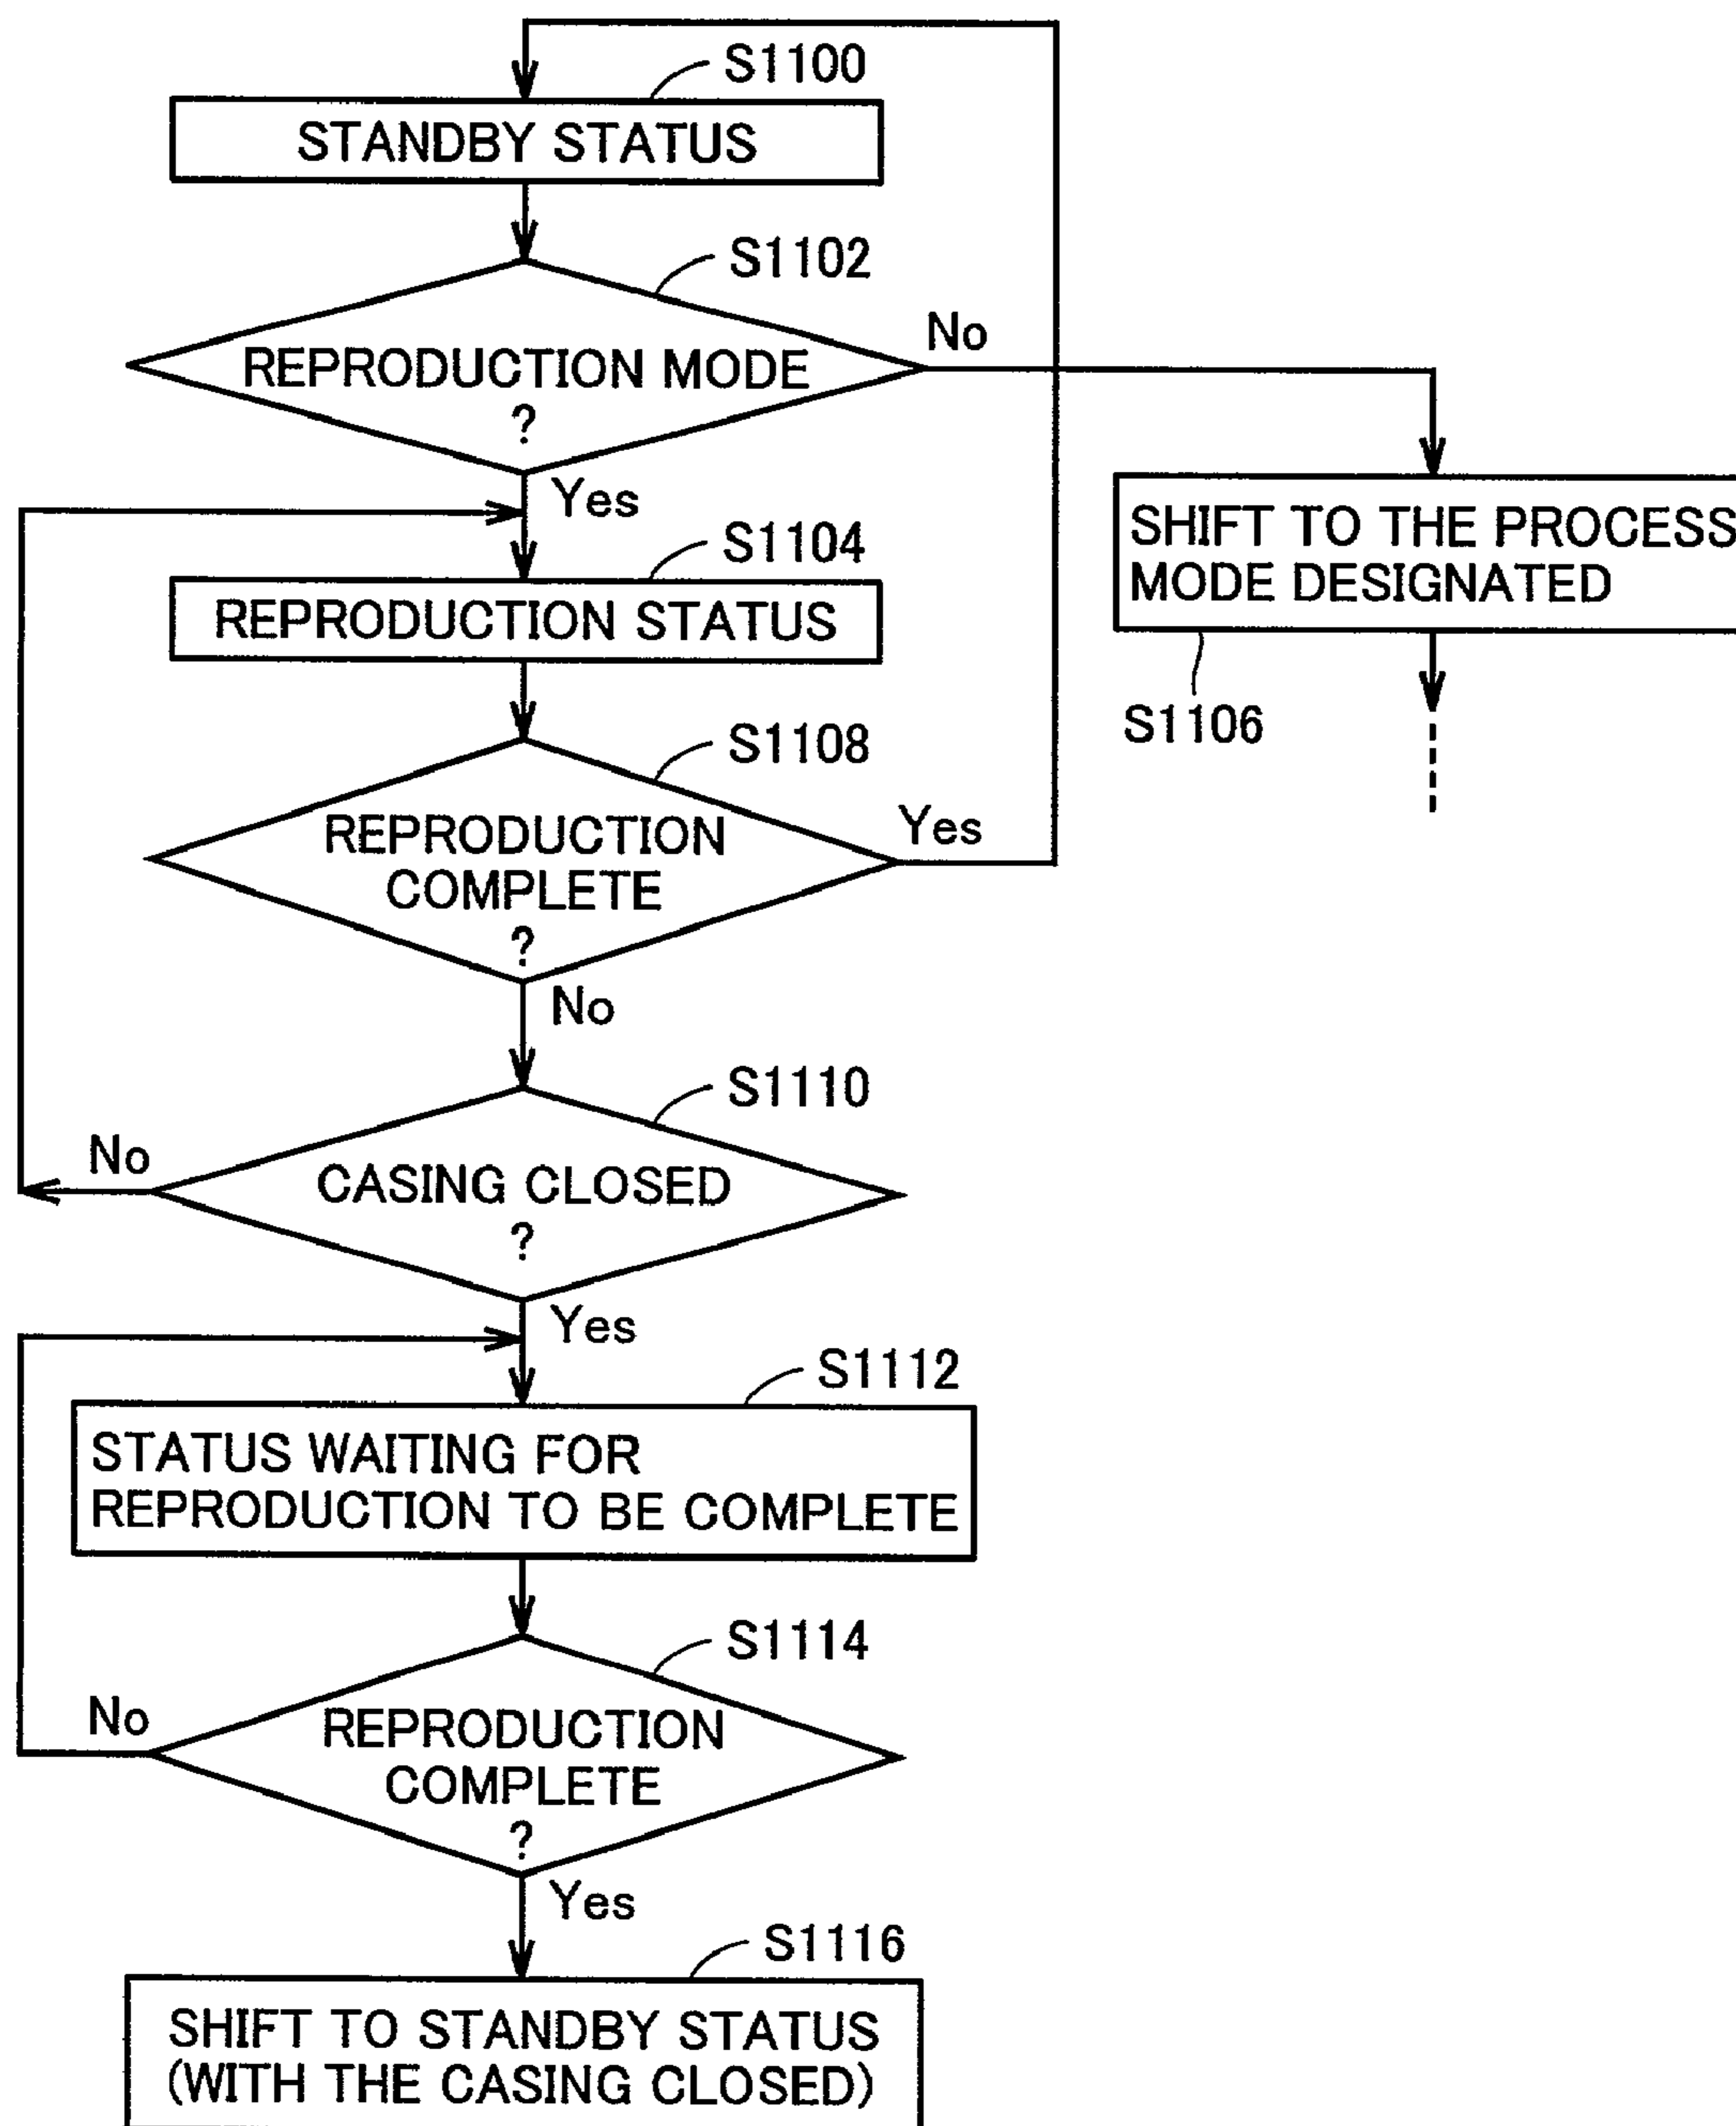 S1100
STANDBY STATUS
S1102
REPRODUCTION MODE
?
No
Yes
SHIFT TO THE PROCESS
MODE DESIGNATED
S1106
S1104
REPRODUCTION STATUS
S1108
REPRODUCTION
COMPLETE
?
Yes
No
S1110
CASING CLOSED
?
No
Yes
S1112
STATUS WAITING FOR
REPRODUCTION TO BE COMPLETE
S1114
REPRODUCTION
COMPLETE
?
No
Yes
S1116
SHIFT TO STANDBY STATUS
(WITH THE CASING CLOSED)